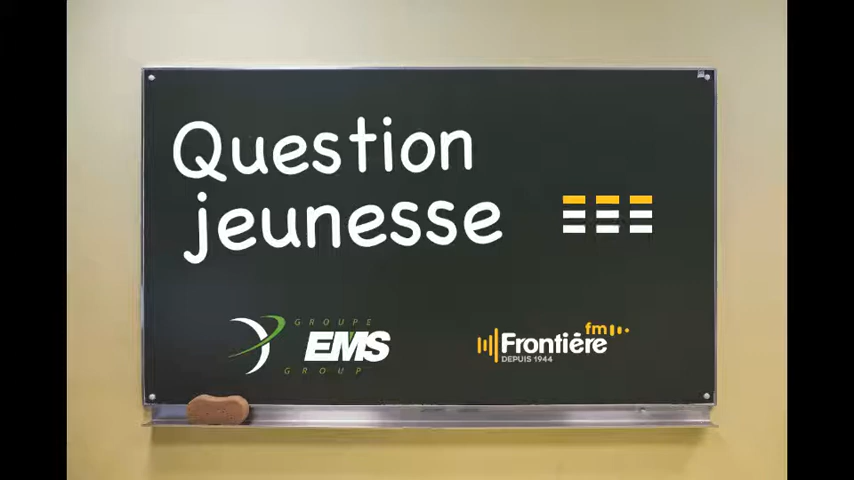 Question
jeunesse
GROUPE
EMS
GROUP
fm
Frontière
DEPUIS 1944